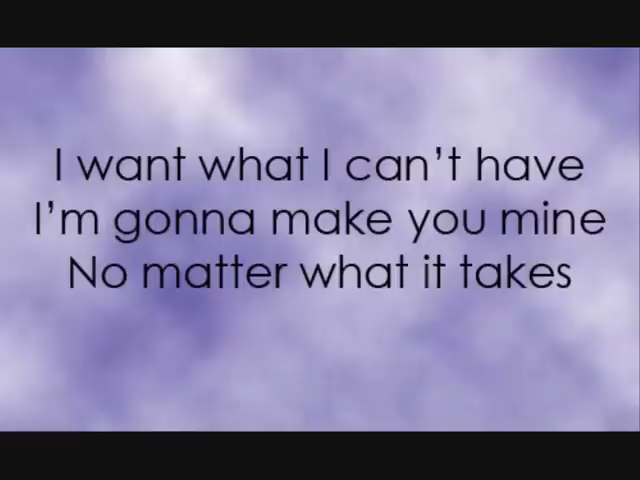 I want what I can't have
I'm gonna make you mine
No matter what it takes